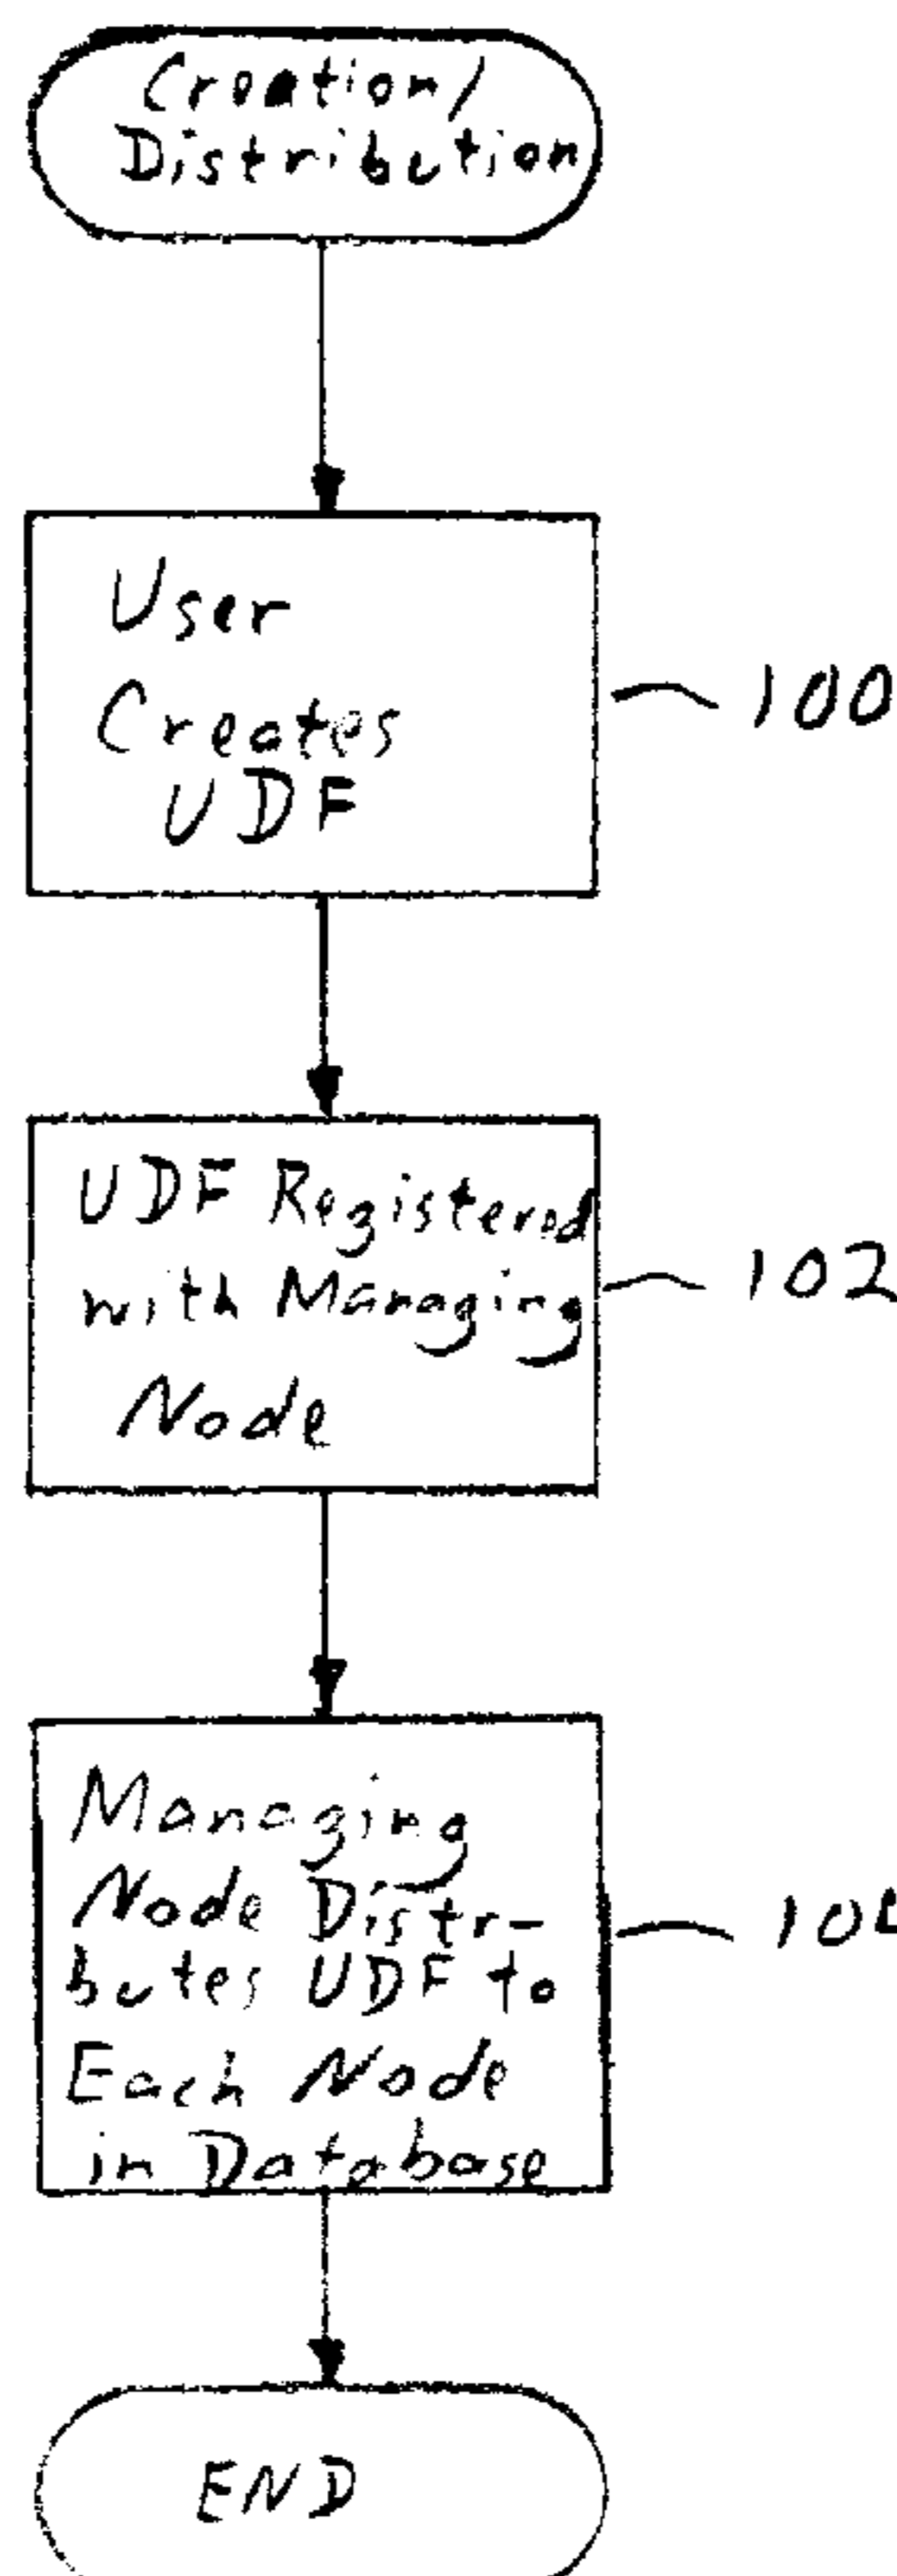 Creation/
Distribution
User
Creates
UDF
100
UDF Registered
with Managing
Node
102
Managing
Node Distr-
butes UDF to
Each Node
in Database
END